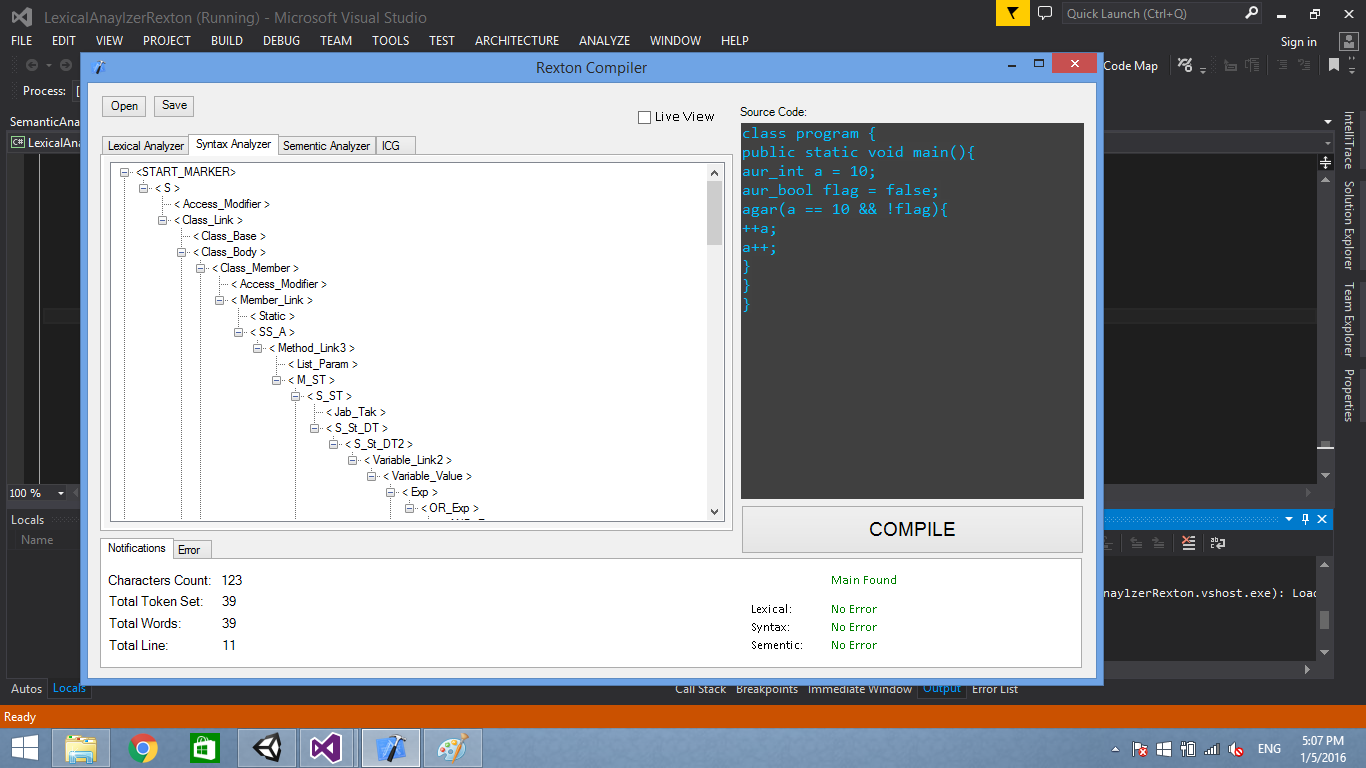 LexicalAnaylzerRexton (Running) - Microsoft Visual Studio
Quick Launch (Ctrl+Q)
FILE EDIT VIEW PROJECT BUILD DEBUG TEAM TOOLS TEST ARCHITECTURE ANALYZE WINDOW HELP
Sign in
Rexton Compiler
Code Map
Process:
Open Save
Live View
Source Code:
SemanticAna
LexicalAna
Lexical Analyzer Syntax Analyzer Sementic Analyzer ICG
<START_MARKER>
< S >
< Access_Modifier >
< Class_Link >
< Class_Base >
< Class_Body >
< Class_Member >
< Access_Modifier >
< Member_Link >
< Static >
< SS_A >
< Method_Link3 >
< List_Param >
< M_ST >
< S_ST >
< Jab_Tak >
< S_St_DT >
< S_St_DT2 >
< Variable_Link2 >
< Variable_Value >
< Exp >
< OR_Exp >
class program {
public static void main(){
aur_int a = 10;
aur_bool flag = false;
agar(a == 10 && !flag){
++a;
a++;
}
}
}
IntelliTrace
Solution Explorer
Team Explorer
Properties
100 %
Locals
Name
COMPILE
Notifications Error
Characters Count: 123
Total Token Set: 39
Total Words: 39
Total Line: 11
Main Found
Lexical: No Error
Syntax: No Error
Sementic: No Error
naylzerRexton.vshost.exe): Loa
Autos Locals
Call Stack Breakpoints Immediate Window Output Error List
Ready
ENG
5:07 PM
1/5/2016